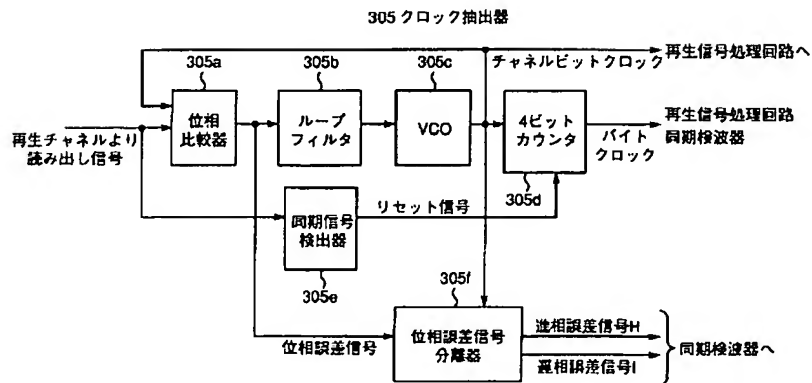 305 クロック抽出器
305a
305b
305c
チャネルビットクロック
再生信号処理回路へ
再生チャネルより
読み出し信号
位相
比較器
ループ
フィルタ
VCO
4ビット
カウンタ
305d
バイト
クロック
再生信号処理回路
同期検波器
同期信号
検出器
305e
リセット信号
305f
位相誤差信号
位相誤差信号
分離器
進相誤差信号H
遅相誤差信号I
同期検波器へ